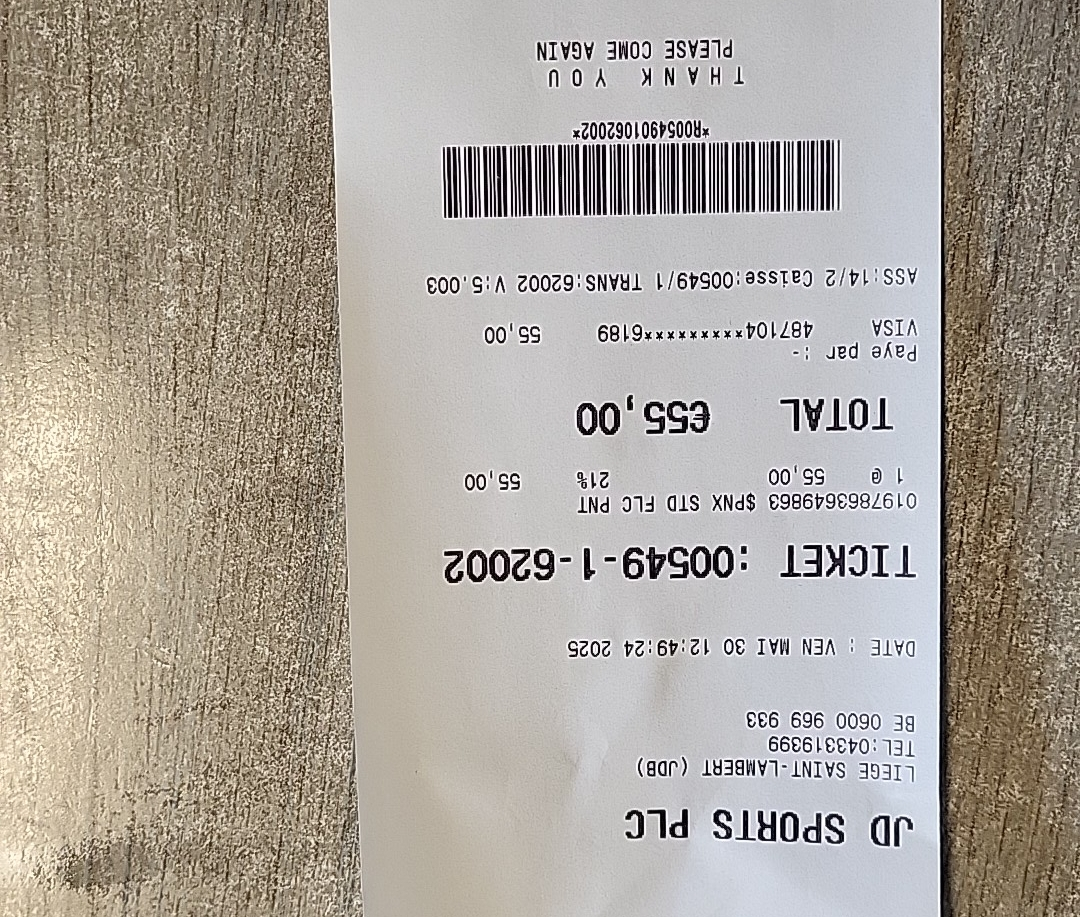 JD SPORTS PLC
LIEGE SAINT-LAMBERT (JDB)
TEL:043319399
BE 0600 969 933
DATE : VEN MAI 30 12:49:24 2025
TICKET :00549-1-62002
0197863649863 $PNX STD FLC PNT
1 @ 55,00 21% 55,00
TOTAL €55,00
Paye par :-
VISA 487104*********6189 55,00
ASS:14/2 Caisse:00549/1 TRANS:62002 V:5.003
*R0054901062002*
T H A N K Y O U
PLEASE COME AGAIN